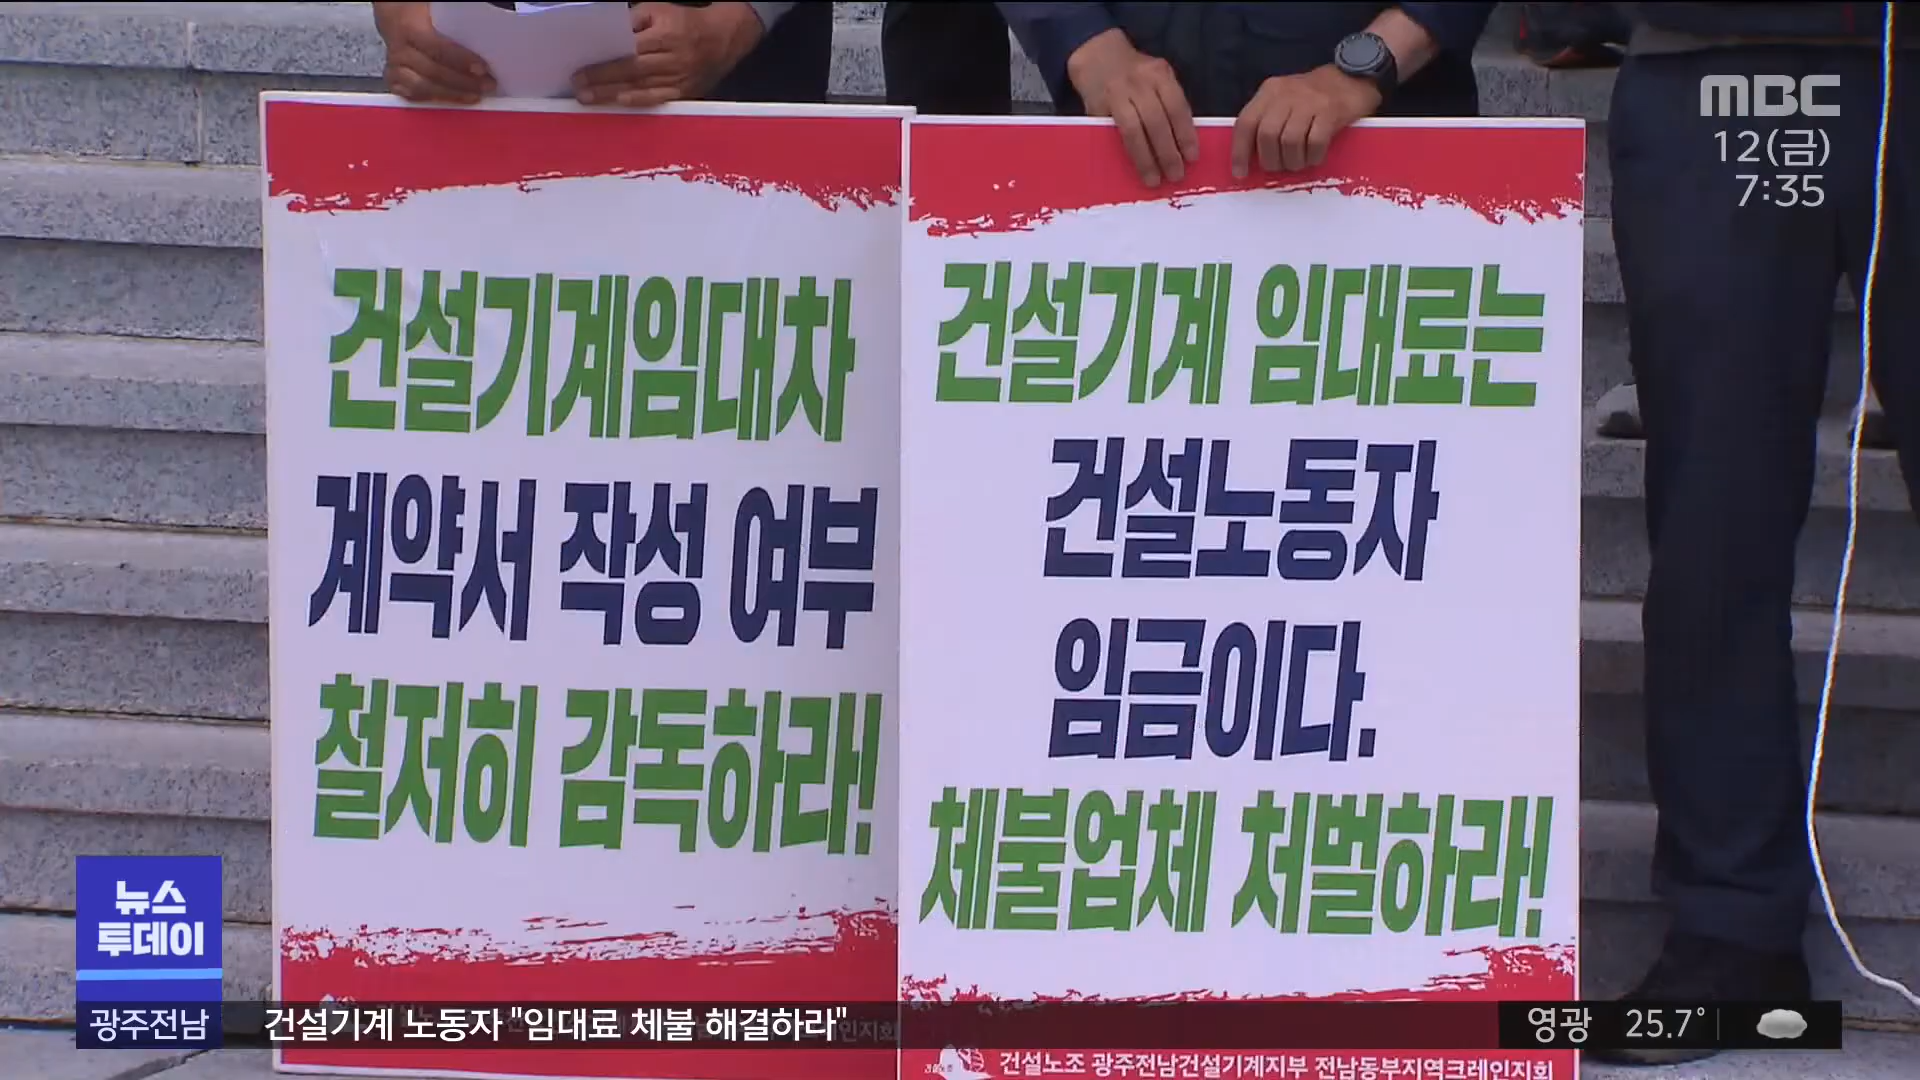 MBC
12(금)
7:35
건설기계임대차
계약서 작성 여부
철저히 감독하라!
건설기계 임대료는
건설노동자
임금이다.
체불업체 처벌하라!
뉴스
투데이
광주전남
건설기계 노동자 "임대료 체불 해결하라"
영광 25.7°
건설노조 광주전남건설기계지부 전남동부지역크레인지회